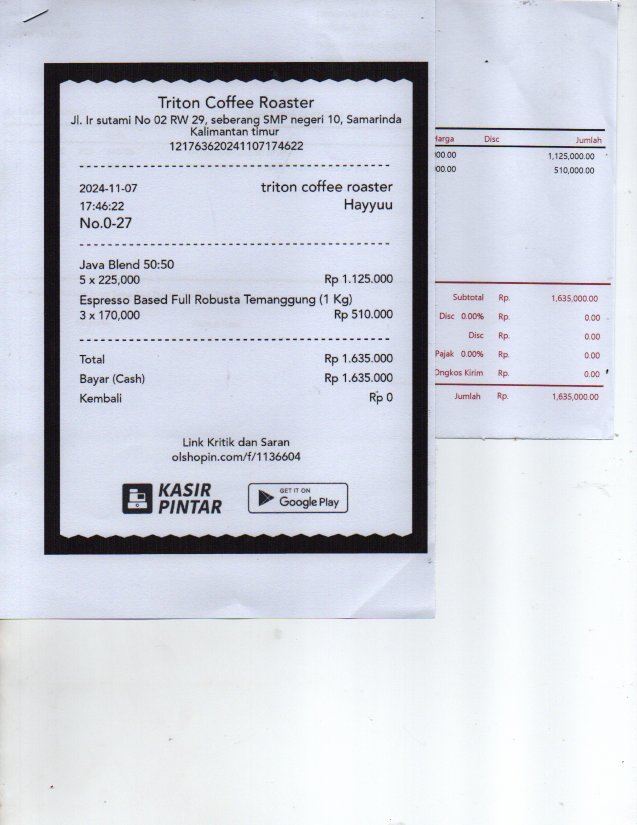 Triton Coffee Roaster
Jl. Ir sutami No 02 RW 29, seberang SMP negeri 10, Samarinda
Kalimantan timur
121763620241107174622
2024-11-07 triton coffee roaster
17:46:22 Hayyuu
No.0-27
Java Blend 50:50
5 x 225,000 Rp 1.125.000
Espresso Based Full Robusta Temanggung (1 Kg)
3 x 170,000 Rp 510.000
Total Rp 1.635.000
Bayar (Cash) Rp 1.635.000
Kembali Rp 0
Link Kritik dan Saran
olshopin.com/f/1136604
KASIR
PINTAR
GET IT ON
Google Play
Harga Disc Jumlah
00.00 1,125,000.00
00.00 510,000.00
Subtotal Rp. 1,635,000.00
Disc 0.00% Rp. 0.00
Disc Rp. 0.00
Pajak 0.00% Rp. 0.00
Ongkos Kirim Rp. 0.00
Jumlah Rp. 1,635,000.00